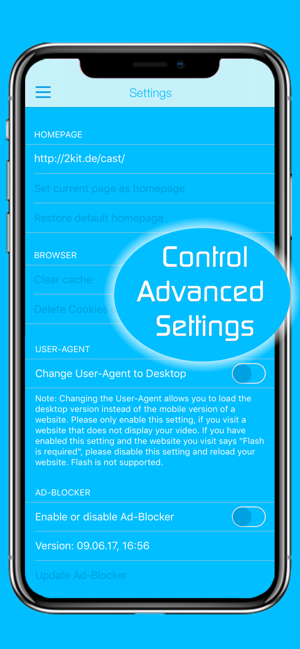 Settings
HOMEPAGE
http://2kit.de/cast/
Set current page as homepage
Restore default homepage
BROWSER
Clear cache
Delete Cookies
Control
Advanced
Settings
USER-AGENT
Change User-Agent to Desktop
Note: Changing the User-Agent allows you to load the
desktop version instead of the mobile version of a
website. Please only enable this setting, if you visit a
website that does not display your video. If you have
enabled this setting and the website you visit says "Flash
is required", please disable this setting and reload your
website. Flash is not supported.
AD-BLOCKER
Enable or disable Ad-Blocker
Version: 09.06.17, 16:56
Update Ad-Blocker